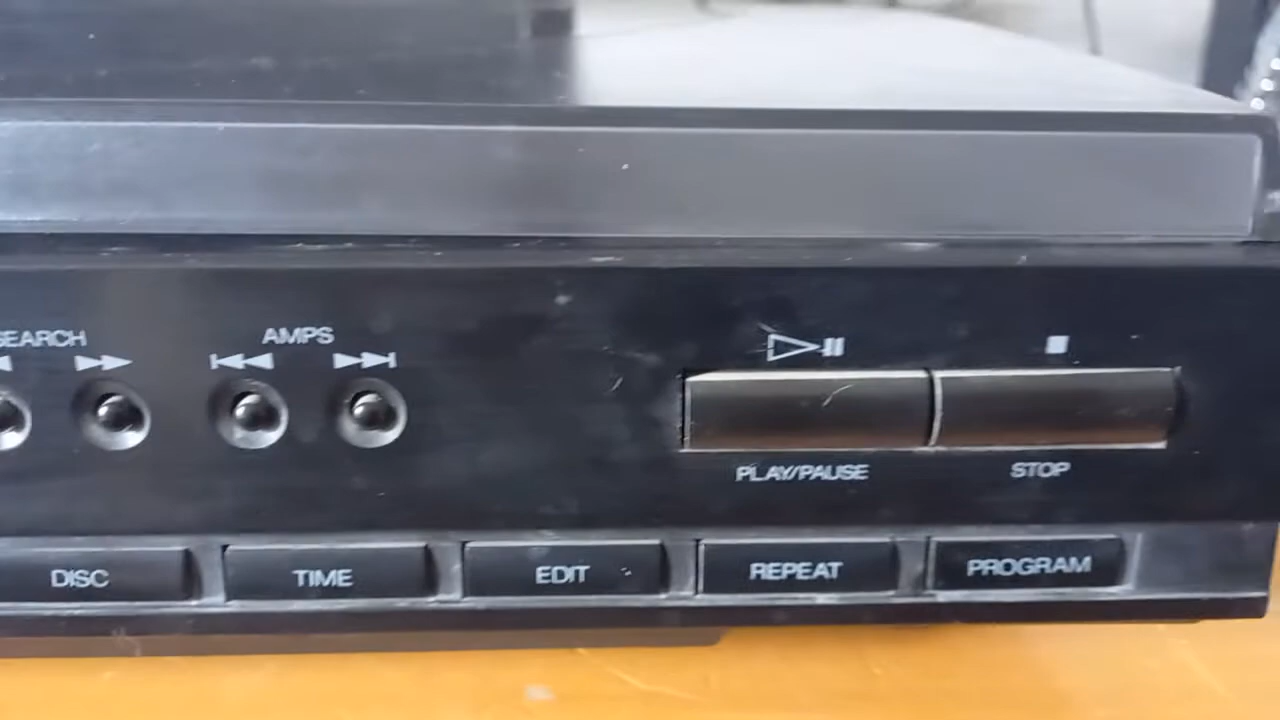 SEARCH
AMPS
PLAY/PAUSE
STOP
DISC
TIME
EDIT
REPEAT
PROGRAM